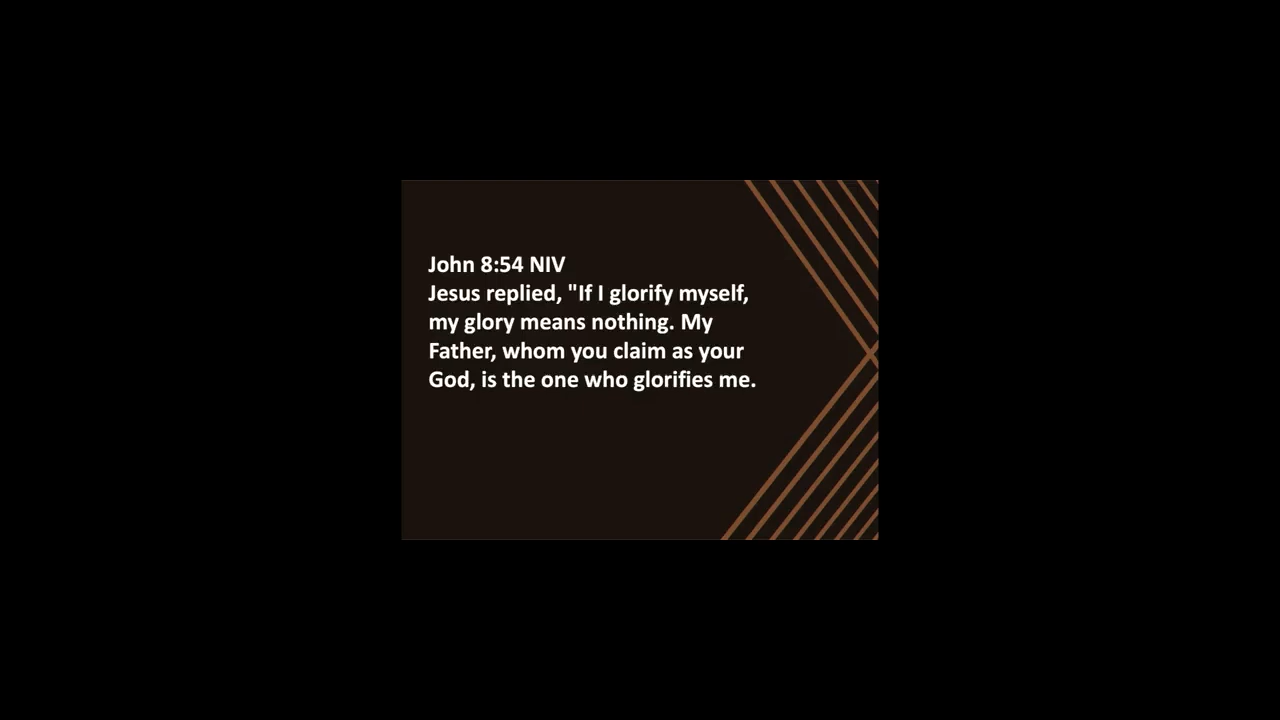 John 8:54 NIV
Jesus replied, "If I glorify myself,
my glory means nothing. My
Father, whom you claim as your
God, is the one who glorifies me.